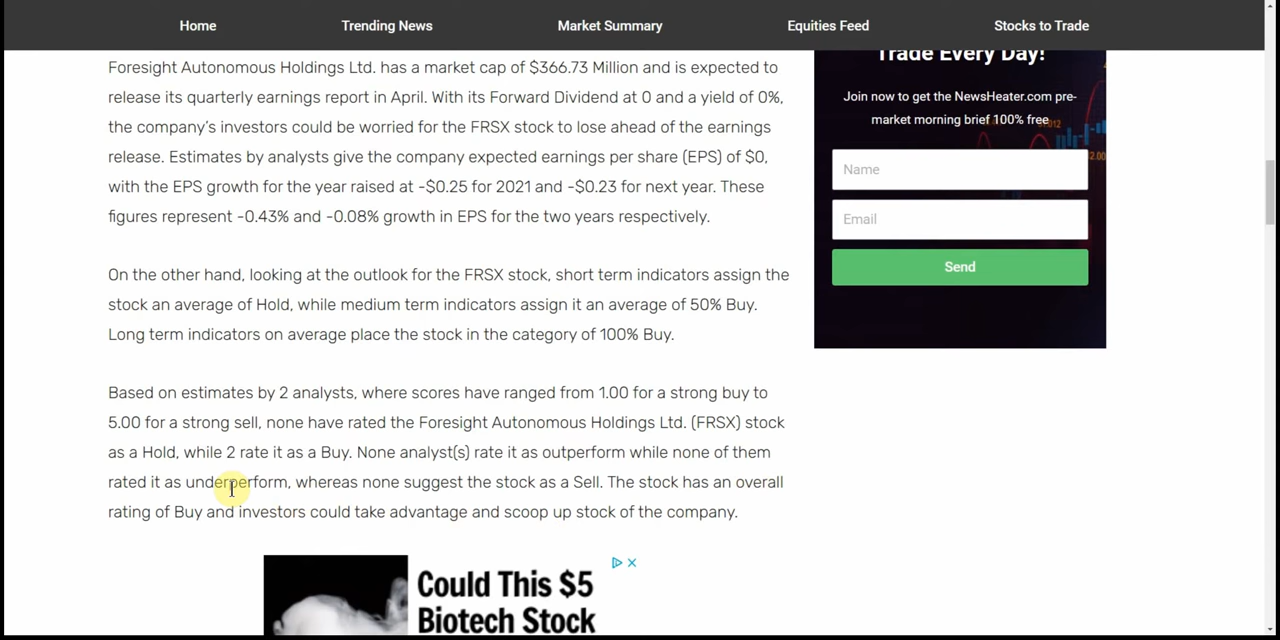 Home Trending News Market Summary Equities Feed Stocks to Trade
Foresight Autonomous Holdings Ltd. has a market cap of $366.73 Million and is expected to
release its quarterly earnings report in April. With its Forward Dividend at 0 and a yield of 0%,
the company's investors could be worried for the FRSX stock to lose ahead of the earnings
release. Estimates by analysts give the company expected earnings per share (EPS) of $0,
with the EPS growth for the year raised at -$0.25 for 2021 and -$0.23 for next year. These
figures represent -0.43% and -0.08% growth in EPS for the two years respectively.
On the other hand, looking at the outlook for the FRSX stock, short term indicators assign the
stock an average of Hold, while medium term indicators assign it an average of 50% Buy.
Long term indicators on average place the stock in the category of 100% Buy.
Based on estimates by 2 analysts, where scores have ranged from 1.00 for a strong buy to
5.00 for a strong sell, none have rated the Foresight Autonomous Holdings Ltd. (FRSX) stock
as a Hold, while 2 rate it as a Buy. None analyst(s) rate it as outperform while none of them
rated it as underperform, whereas none suggest the stock as a Sell. The stock has an overall
rating of Buy and investors could take advantage and scoop up stock of the company.
Could This $5
Biotech Stock
Trade Every Day!
Join now to get the NewsHeater.com pre-
market morning brief 100% free
Name
Email
Send